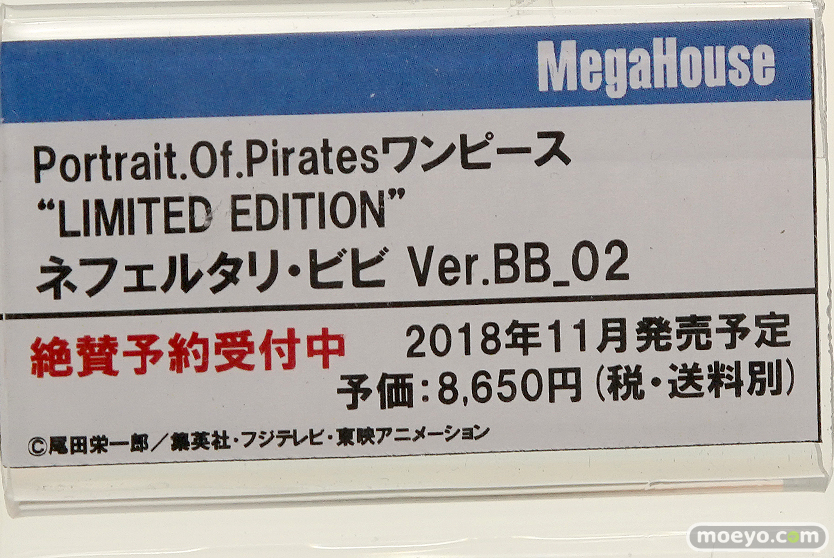 MegaHouse
Portrait.Of.Piratesワンピース
“LIMITED EDITION”
ネフェルタリ・ビビ Ver.BB_02
絶賛予約受付中 2018年11月発売予定
予価:8,650円(税・送料別)
©尾田栄一郎/集英社・フジテレビ・東映アニメーション
moeyo.com